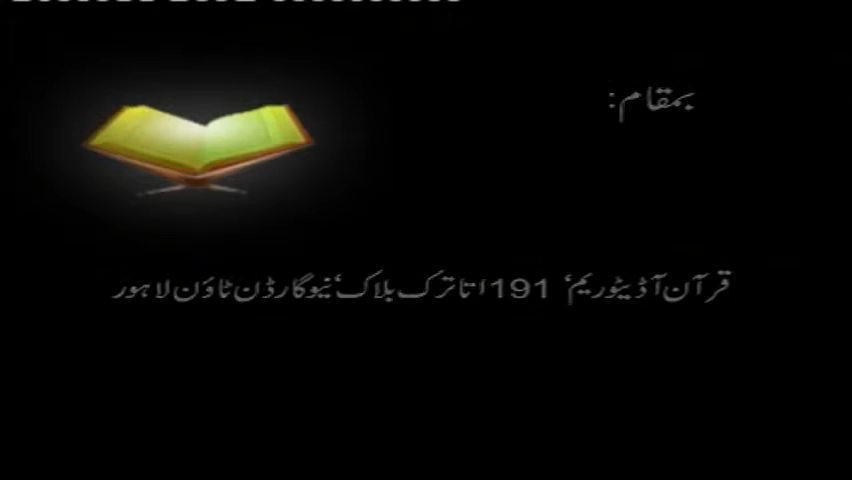 بمقام:
قرآن آڈیٹوریم، 191 اتاترک بلاک، نیو گارڈن ٹاؤن لاہور